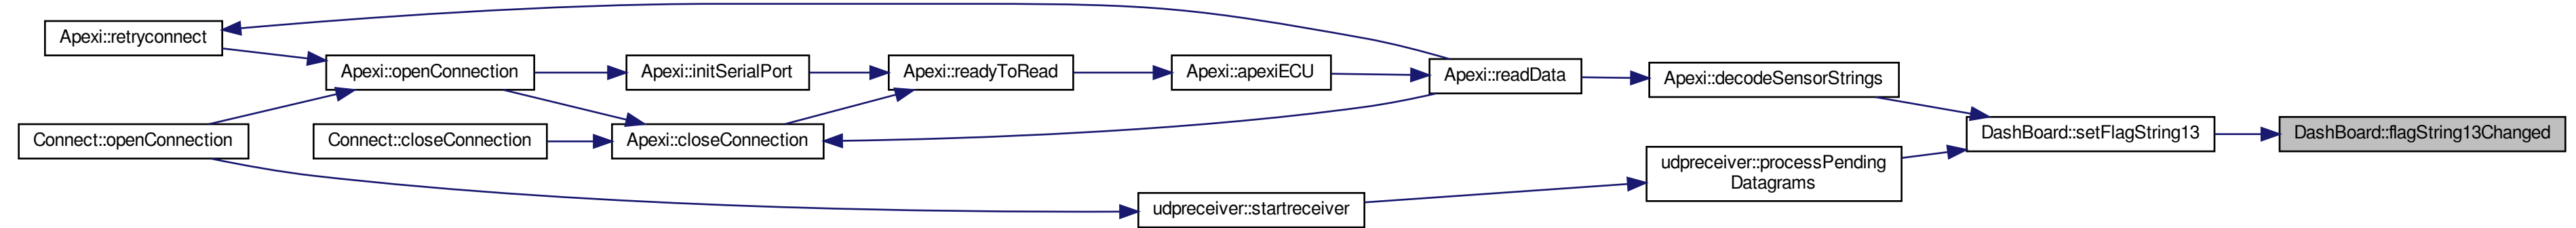 Apexi::retryconnect
Apexi::openConnection
Apexi::initSerialPort
Apexi::readyToRead
Apexi::apexiECU
Apexi::readData
Apexi::decodeSensorStrings
Connect::openConnection
Connect::closeConnection
Apexi::closeConnection
DashBoard::setFlagString13
DashBoard::flagString13Changed
udpreceiver::processPending
Datagrams
udpreceiver::startreceiver